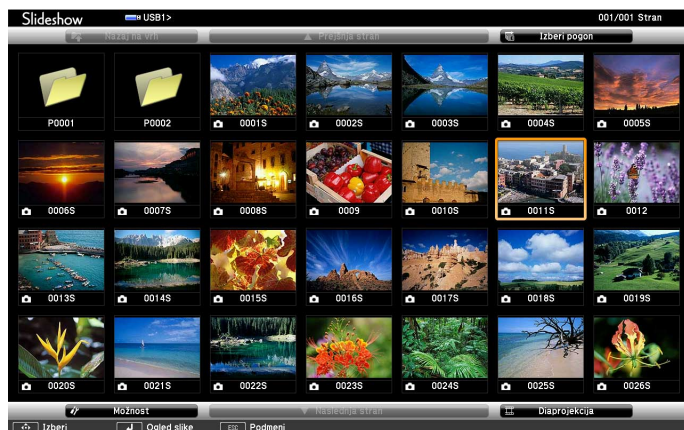 Slideshow USB1> 001/001 Stran
Nazaj na vrh Prejšnja stran Izberi pogon
P0001 P0002 0001S 0002S 0003S 0004S 0005S
0006S 0007S 0008S 0009 0010S 0011S 0012
0013S 0014S 0015S 0016S 0017S 0018S 0019S
0020S 0021S 0022S 0023S 0024S 0025S 0026S
Možnost Naslednja stran Diaprojekcija
Izberi Ogled slike ESC Podmeni